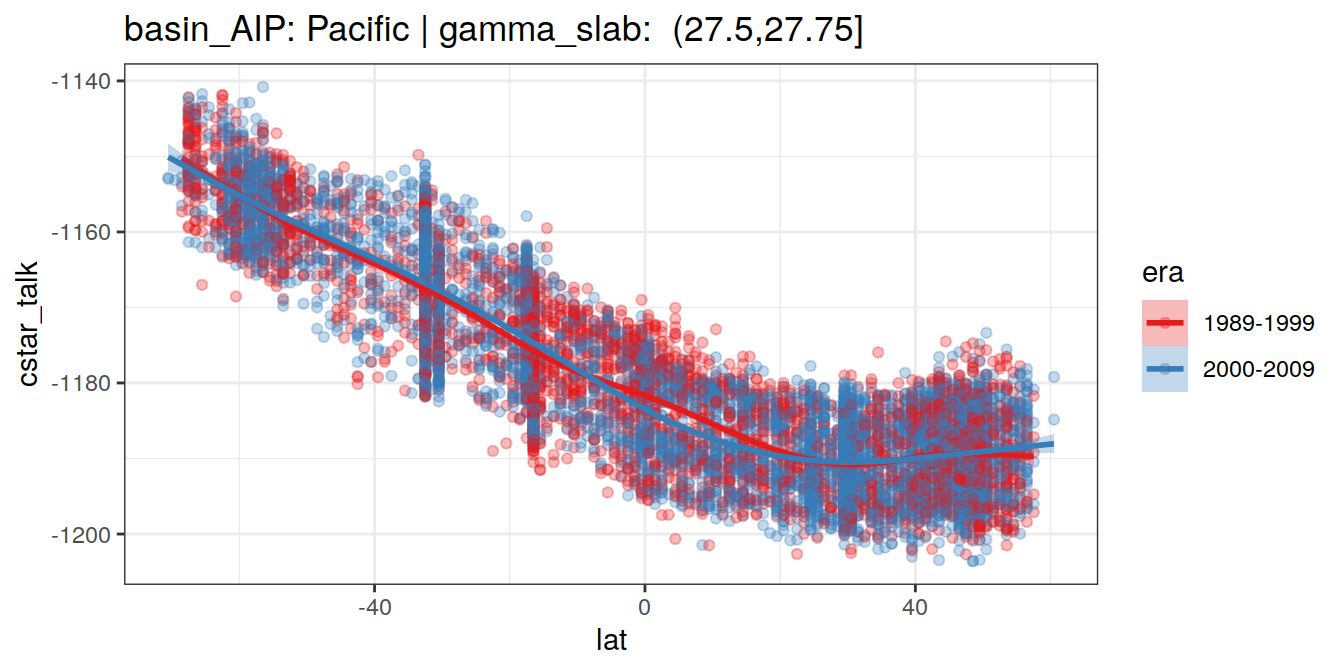 basin_AIP: Pacific | gamma_slab:  (27.5,27.75]
-1140
-1160
-1180
-1200
cstar_talk
-40
0
40
lat
era
1989-1999
2000-2009